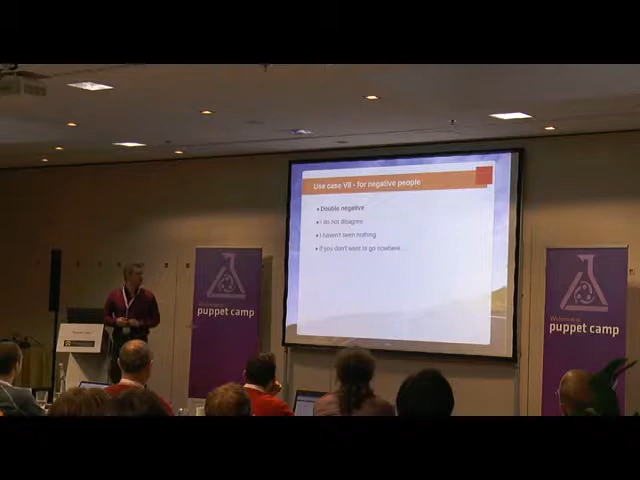 Use case VII - for negative people
Double negative
I do not disagree
I haven't seen nothing
If you don't want to go nowhere...
puppet camp
puppet camp